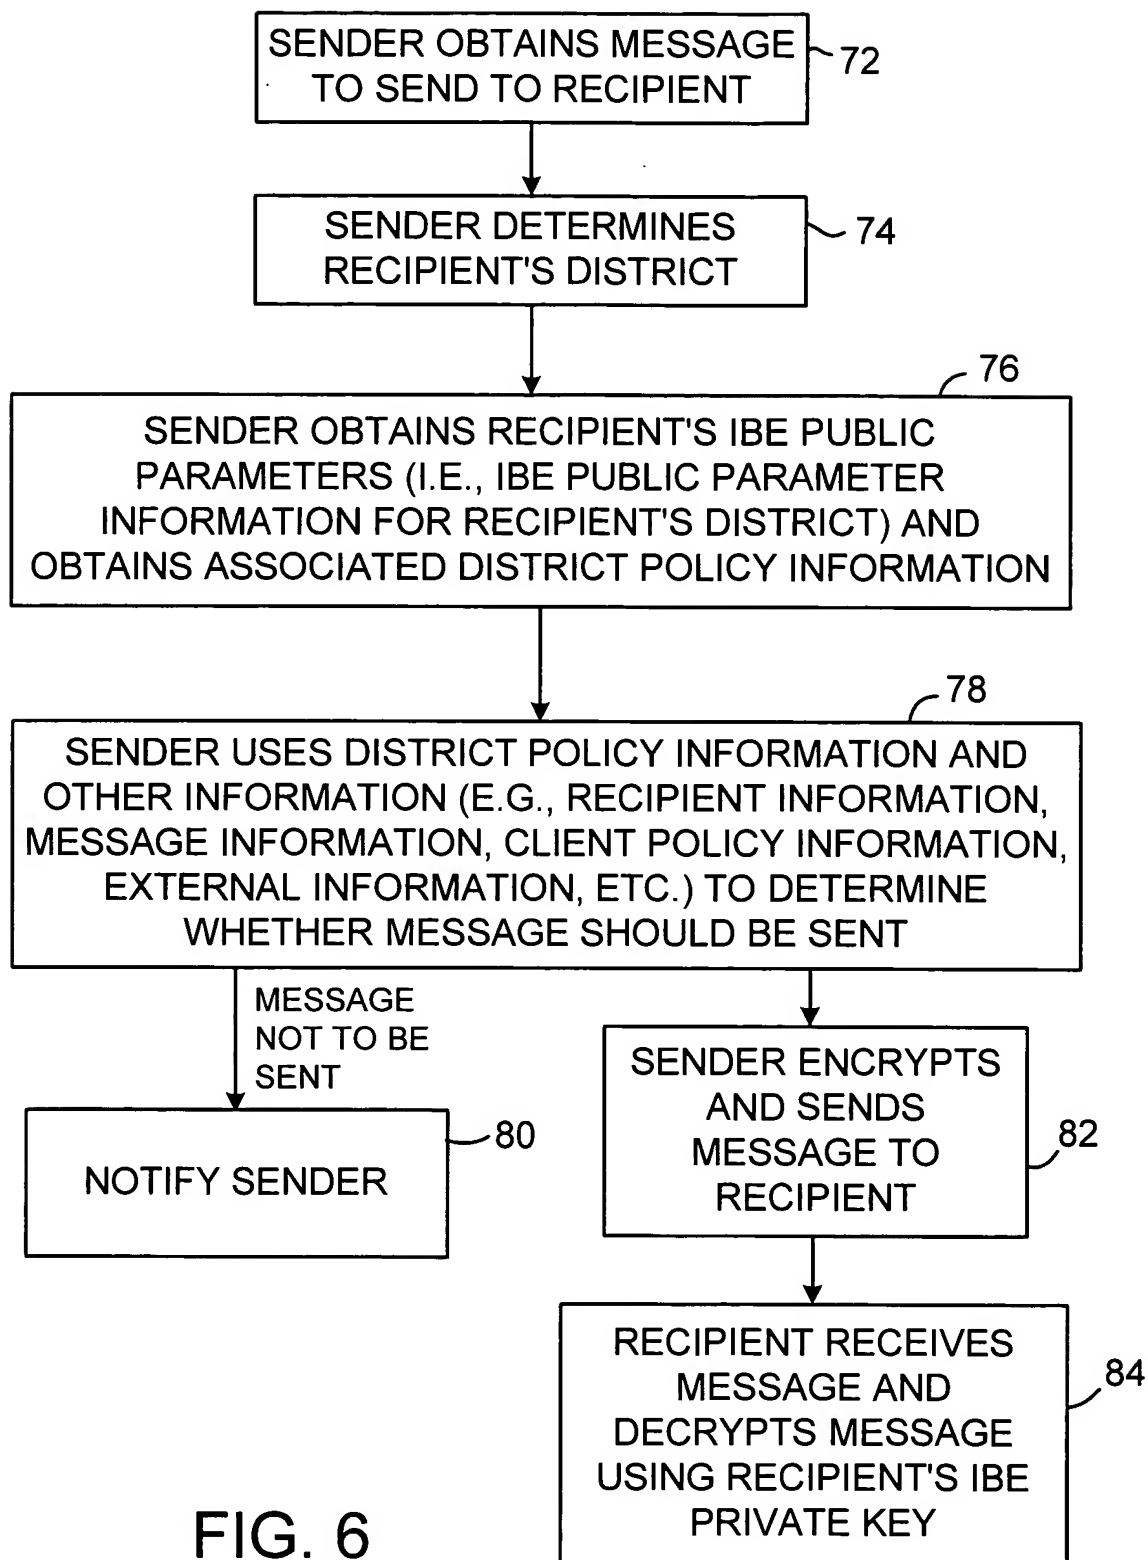 SENDER OBTAINS MESSAGE
TO SEND TO RECIPIENT
72
SENDER DETERMINES
RECIPIENT'S DISTRICT
74
76
SENDER OBTAINS RECIPIENT'S IBE PUBLIC
PARAMETERS (I.E., IBE PUBLIC PARAMETER
INFORMATION FOR RECIPIENT'S DISTRICT) AND
OBTAINS ASSOCIATED DISTRICT POLICY INFORMATION
78
SENDER USES DISTRICT POLICY INFORMATION AND
OTHER INFORMATION (E.G., RECIPIENT INFORMATION,
MESSAGE INFORMATION, CLIENT POLICY INFORMATION,
EXTERNAL INFORMATION, ETC.) TO DETERMINE
WHETHER MESSAGE SHOULD BE SENT
MESSAGE
NOT TO BE
SENT
NOTIFY SENDER
80
SENDER ENCRYPTS
AND SENDS
MESSAGE TO
RECIPIENT
82
RECIPIENT RECEIVES
MESSAGE AND
DECRYPTS MESSAGE
USING RECIPIENT'S IBE
PRIVATE KEY
84
FIG. 6